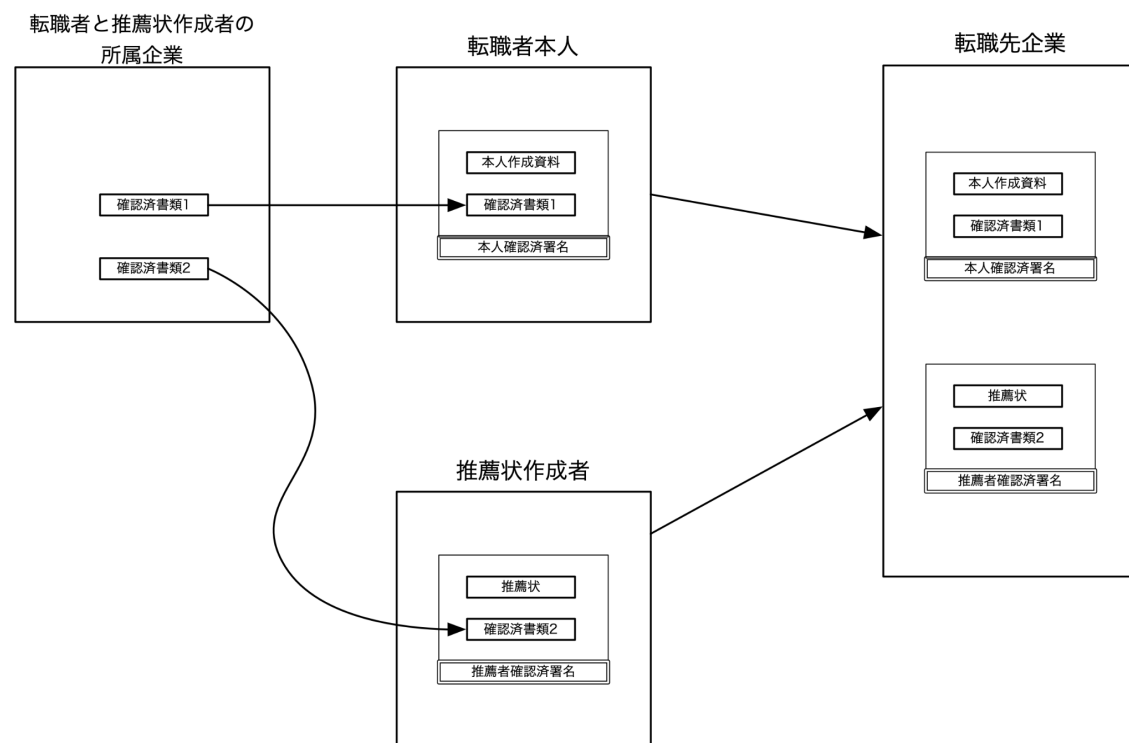 転職者と推薦状作成者の
所属企業
確認済書類1
確認済書類2
転職者本人
本人作成資料
確認済書類1
本人確認済署名
推薦状作成者
推薦状
確認済書類2
推薦者確認済署名
転職先企業
本人作成資料
確認済書類1
本人確認済署名
推薦状
確認済書類2
推薦者確認済署名